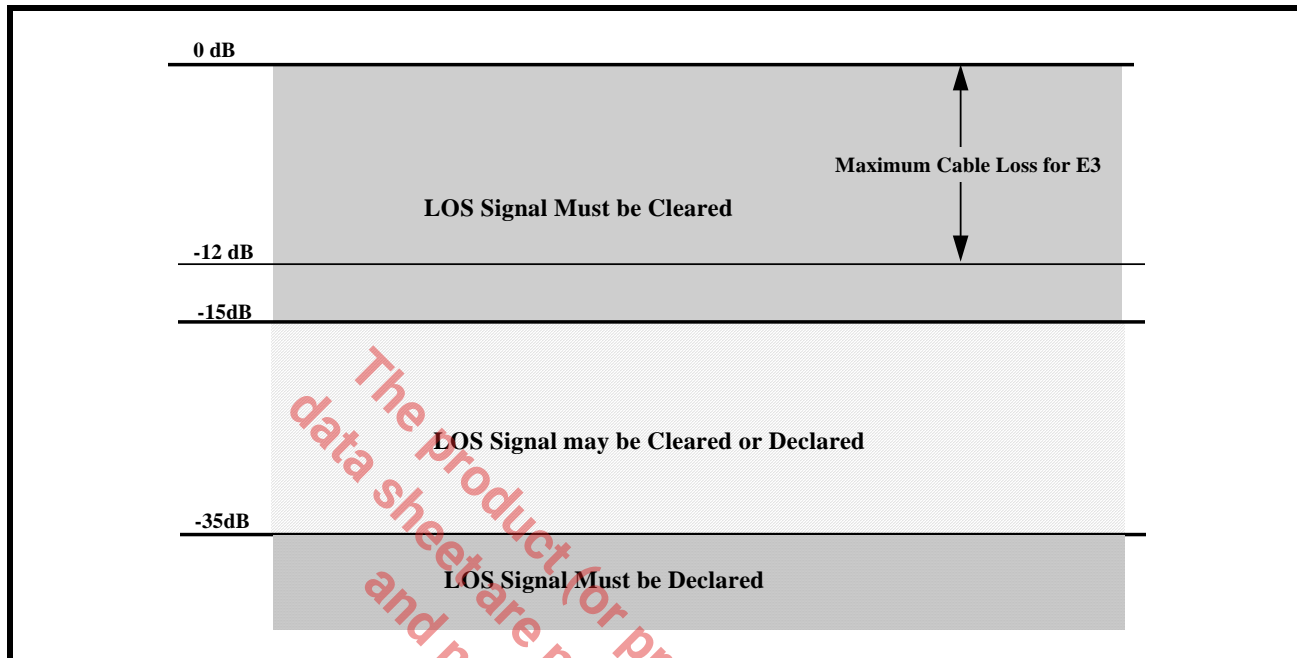 0 dB
Maximum Cable Loss for E3
LOS Signal Must be Cleared
-12 dB
-15dB
LOS Signal may be Cleared or Declared
-35dB
LOS Signal Must be Declared
The product (or
data sheet are
and